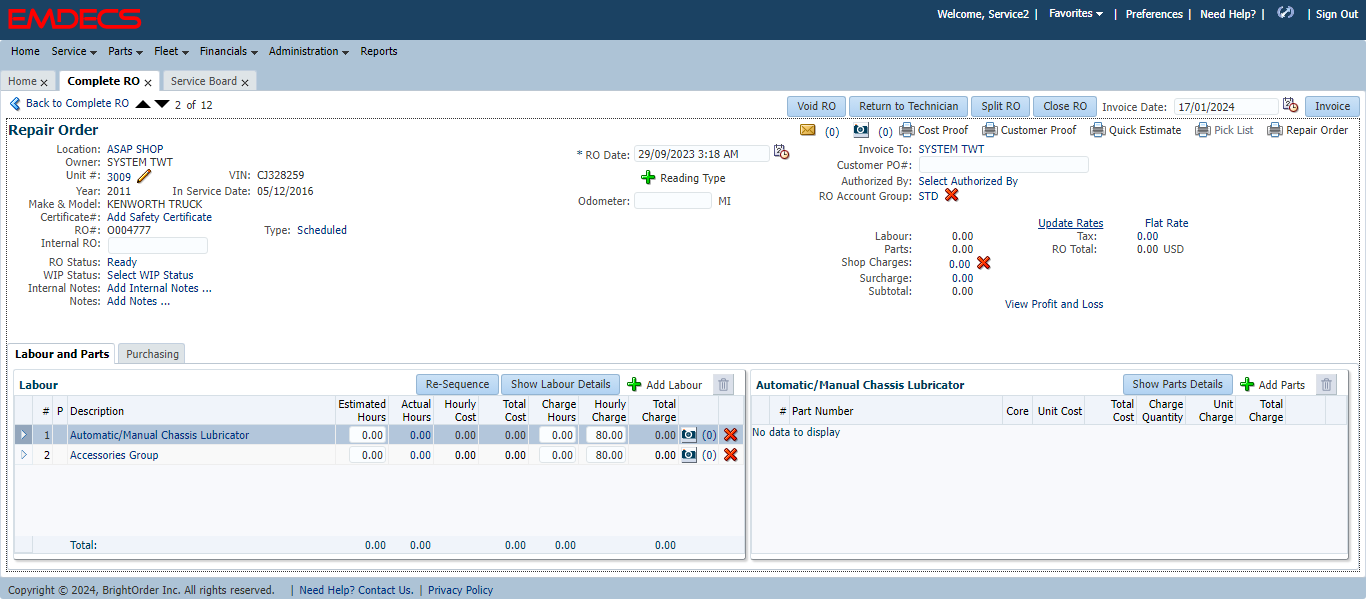 EMDECS
Welcome, Service2 | Favorites | Preferences | Need Help? | | Sign Out
Home Service Parts Fleet Financials Administration Reports
Home x Complete RO x Service Board x
Back to Complete RO 2 of 12 Void RO Return to Technician Split RO Close RO Invoice Date: 17/01/2024 Invoice
Repair Order (0) (0) Cost Proof Customer Proof Quick Estimate Pick List Repair Order
Location: ASAP SHOP
Owner: SYSTEM TWT
Unit #: 3009 VIN: CJ328259
Year: 2011 In Service Date: 05/12/2016
Make & Model: KENWORTH TRUCK
Certificate#: Add Safety Certificate
RO#: O004777 Type: Scheduled
Internal RO:
RO Status: Ready
WIP Status: Select WIP Status
Internal Notes: Add Internal Notes ...
Notes: Add Notes ...
* RO Date: 29/09/2023 3:18 AM
Reading Type
Odometer: MI
Invoice To: SYSTEM TWT
Customer PO#:
Authorized By: Select Authorized By
RO Account Group: STD
Update Rates Flat Rate
Labour: 0.00 Tax: 0.00
Parts: 0.00 RO Total: 0.00 USD
Shop Charges: 0.00
Surcharge: 0.00
Subtotal: 0.00
View Profit and Loss
Labour and Parts Purchasing
Labour Re-Sequence Show Labour Details Add Labour
# P Description Estimated Hours Actual Hours Hourly Cost Total Cost Charge Hours Hourly Charge Total Charge
1 Automatic/Manual Chassis Lubricator 0.00 0.00 0.00 0.00 0.00 80.00 0.00 (0)
2 Accessories Group 0.00 0.00 0.00 0.00 0.00 80.00 0.00 (0)
Total: 0.00 0.00 0.00 0.00 0.00
Automatic/Manual Chassis Lubricator Show Parts Details Add Parts
# Part Number Core Unit Cost Total Cost Charge Quantity Unit Charge Total Charge
No data to display
Copyright © 2024, BrightOrder Inc. All rights reserved. | Need Help? Contact Us. | Privacy Policy